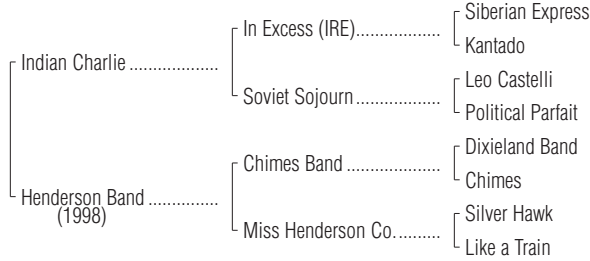 Siberian Express
In Excess (IRE)..................
Kantado
Indian Charlie ...................
Leo Castelli
Soviet Sojourn ..................
Political Parfait
Dixieland Band
Chimes Band ....................
Chimes
Henderson Band ...............
(1998)
Silver Hawk
Miss Henderson Co. .........
Like a Train